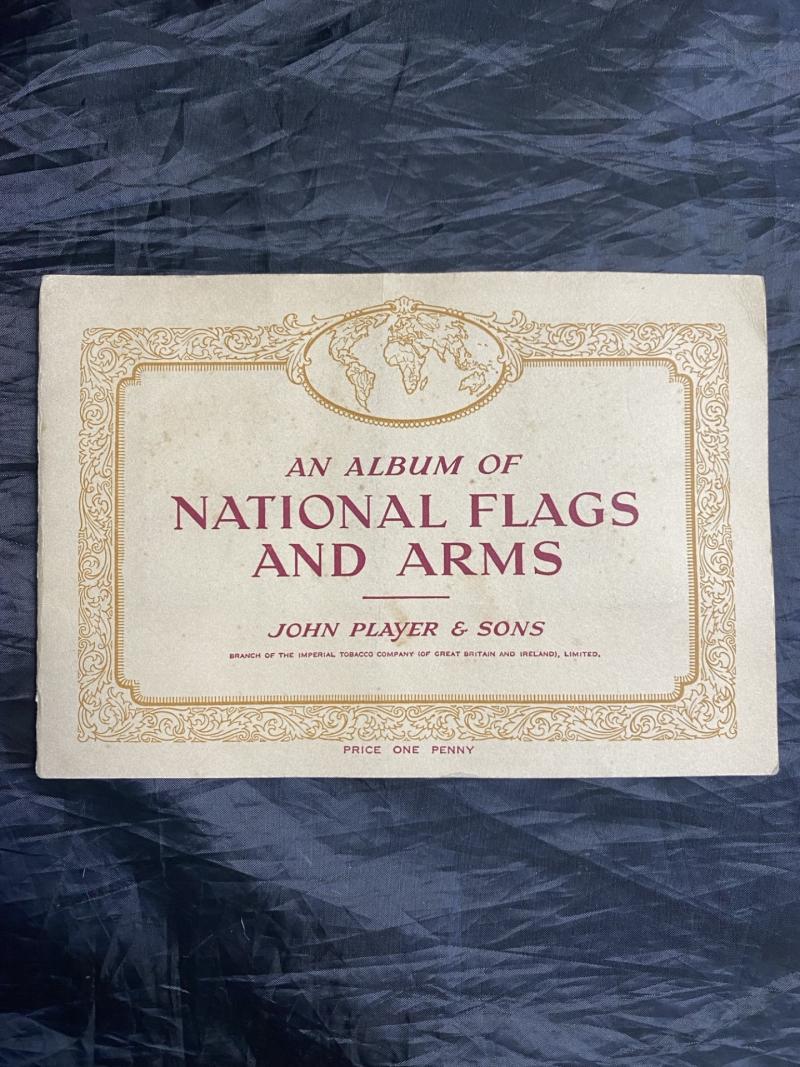 AN ALBUM OF
NATIONAL FLAGS
AND ARMS
JOHN PLAYER & SONS
BRANCH OF THE IMPERIAL TOBACCO COMPANY (OF GREAT BRITAIN AND IRELAND), LIMITED.
PRICE ONE PENNY